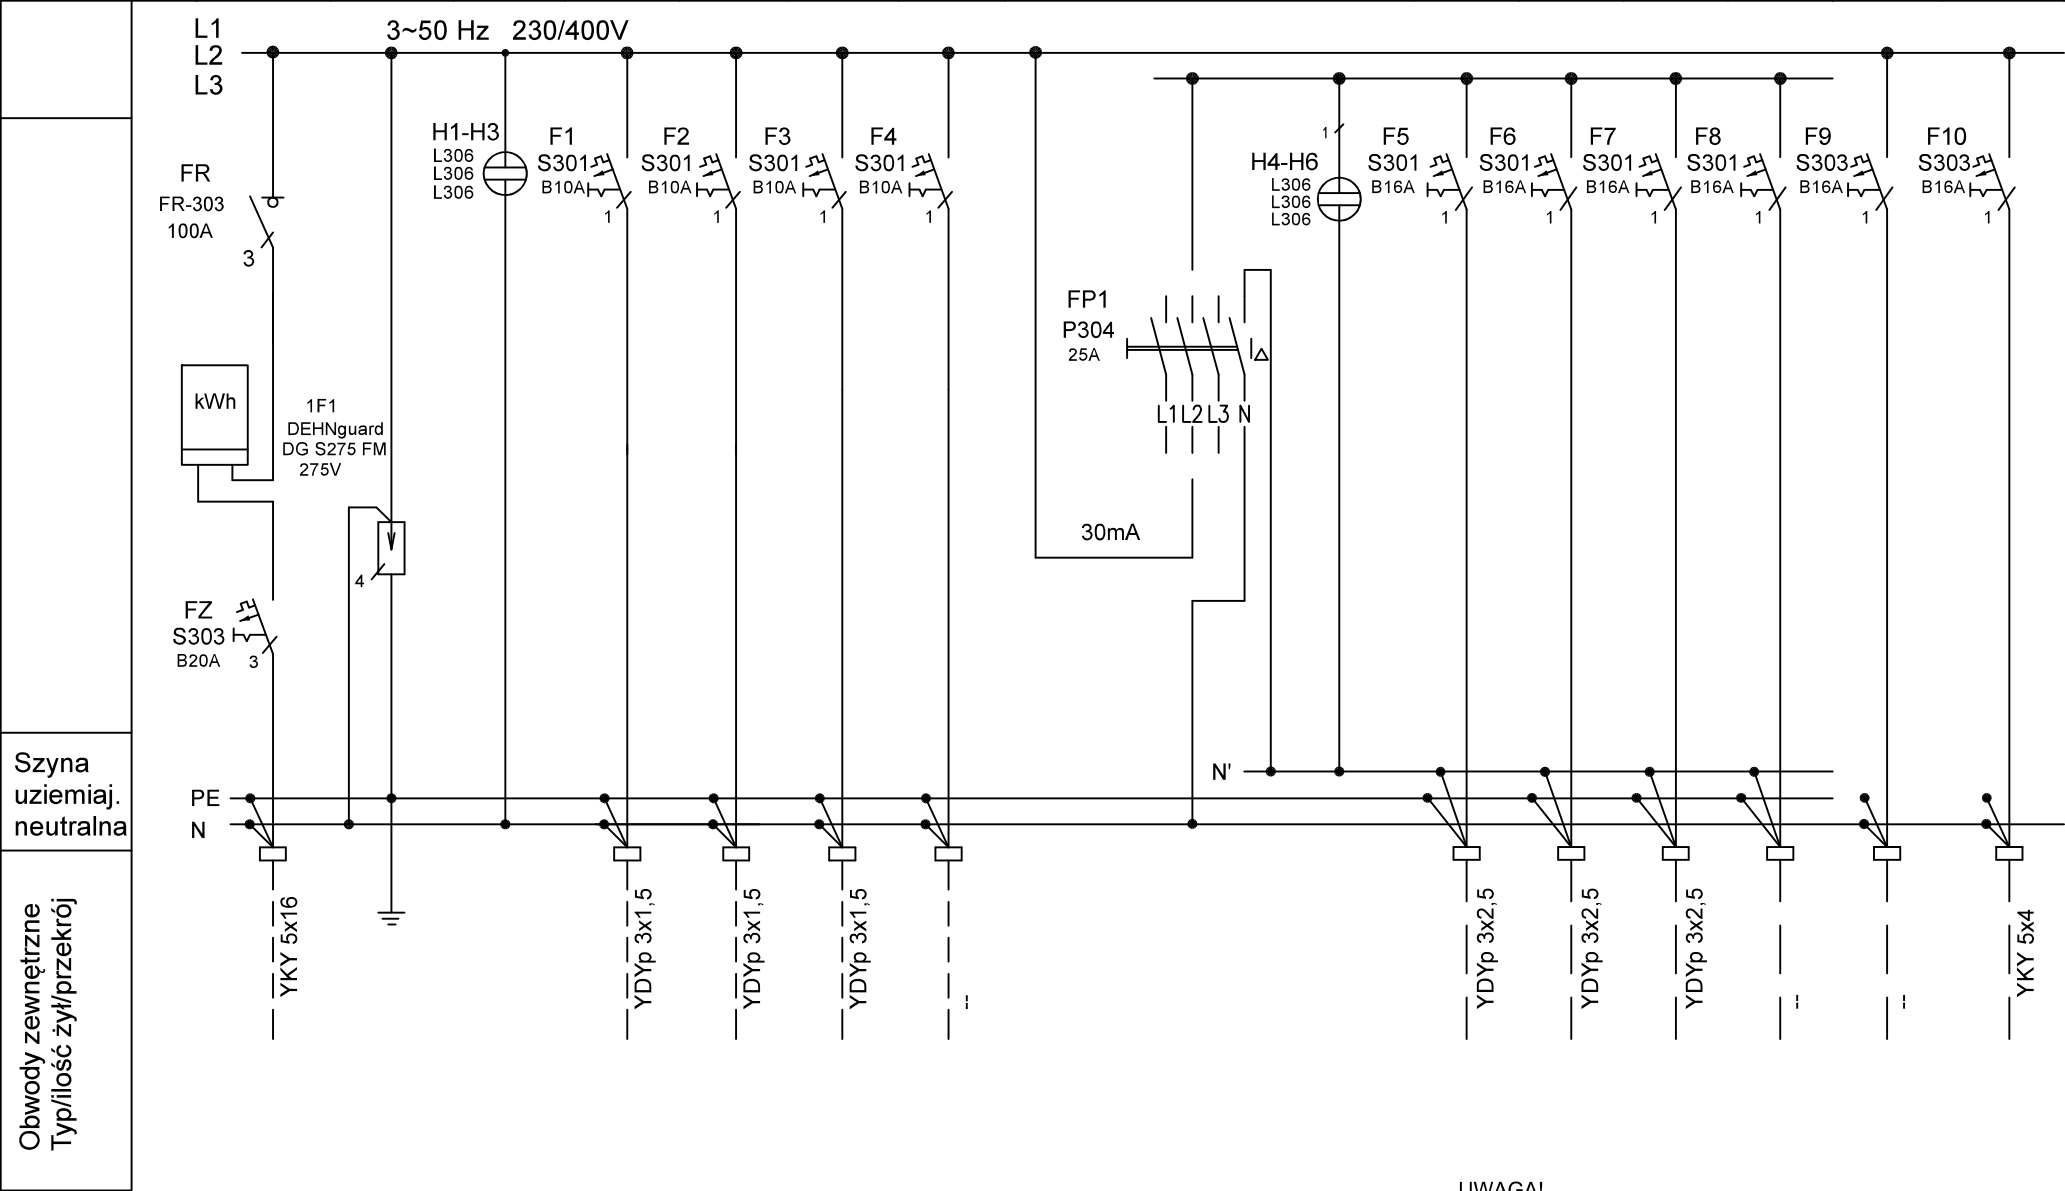 L1
L2
L3
3~50 Hz 230/400V
FR
FR-303
100A
3
kWh
1F1
DEHNguard
DG S275 FM
275V
4
FZ
S303
B20A
3
H1-H3
L306
L306
L306
F1
S301
B10A
1
F2
S301
B10A
1
F3
S301
B10A
1
F4
S301
B10A
1
FP1
P304
25A
L1 L2 L3 N
30mA
1
H4-H6
L306
L306
L306
F5
S301
B16A
1
F6
S301
B16A
1
F7
S301
B16A
1
F8
S301
B16A
1
F9
S303
B16A
1
F10
S303
B16A
1
Szyna
uziemiaj.
neutralna
N'
PE
N
Obwody zewnętrzne
Typ/ilość żył/przekrój
YKY 5x16
YDYp 3x1,5
YDYp 3x1,5
YDYp 3x1,5
--
YDYp 3x2,5
YDYp 3x2,5
YDYp 3x2,5
--
--
YKY 5x4
UWAGA!